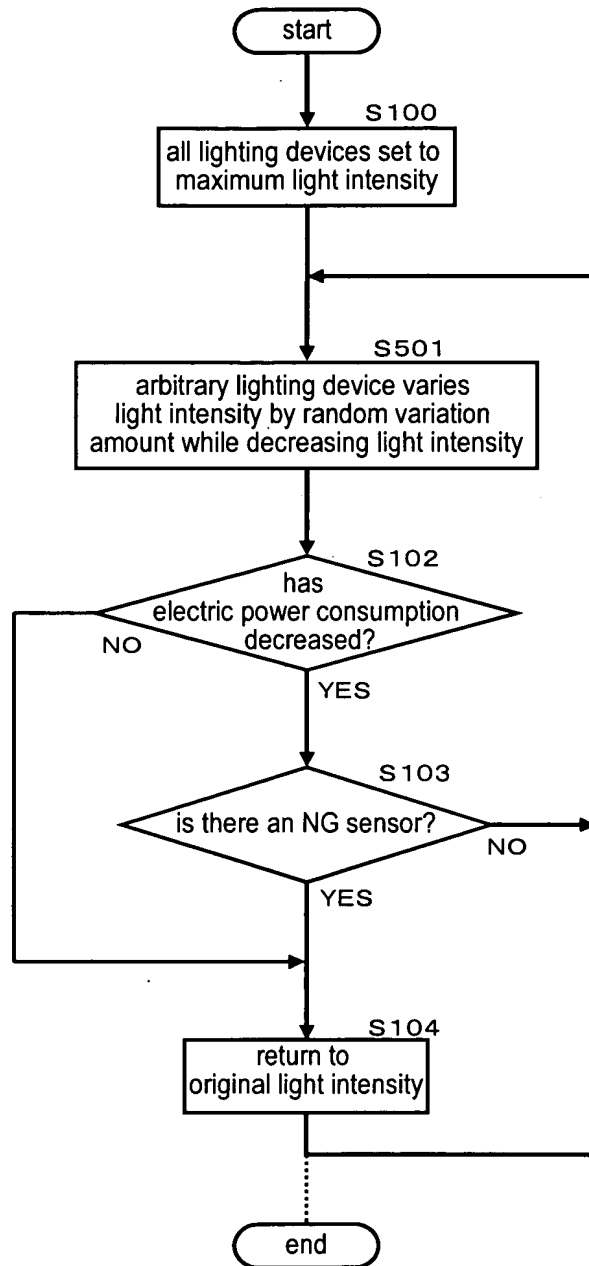 start
S100
all lighting devices set to
maximum light intensity
S501
arbitrary lighting device varies
light intensity by random variation
amount while decreasing light intensity
S102
has
electric power consumption
decreased?
NO
YES
S103
is there an NG sensor?
NO
YES
S104
return to
original light intensity
end